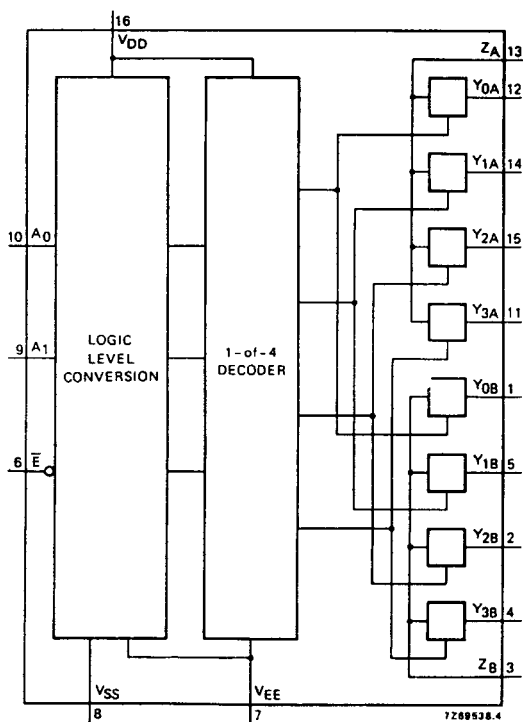 16
VDD
ZA 13
Y0A 12
Y1A 14
Y2A 15
10 A0
Y3A 11
9 A1
LOGIC
LEVEL
CONVERSION
1-of-4
DECODER
Y0B 1
6 E̅
Y1B 5
Y2B 2
Y3B 4
ZB 3
VSS
VEE
8
7
7Z69538.4